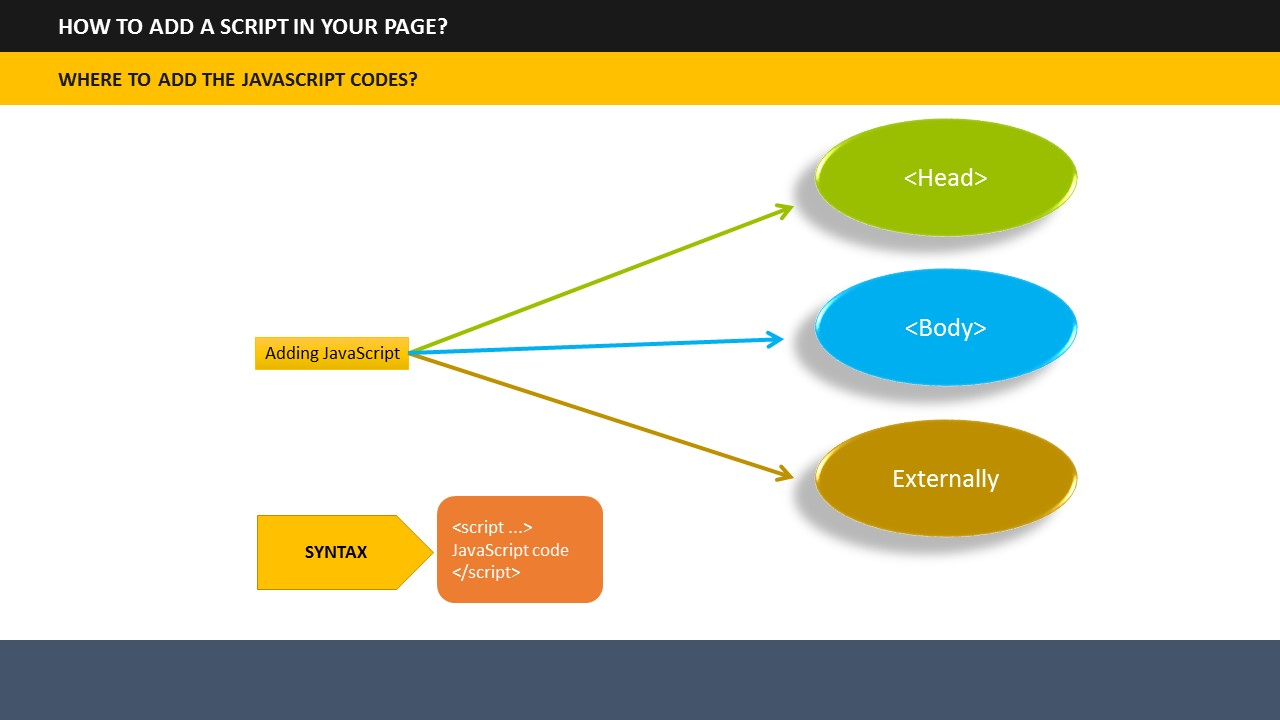 HOW TO ADD A SCRIPT IN YOUR PAGE?
WHERE TO ADD THE JAVASCRIPT CODES?
<Head>
<Body>
Adding JavaScript
Externally
SYNTAX
<script ...>
JavaScript code
</script>